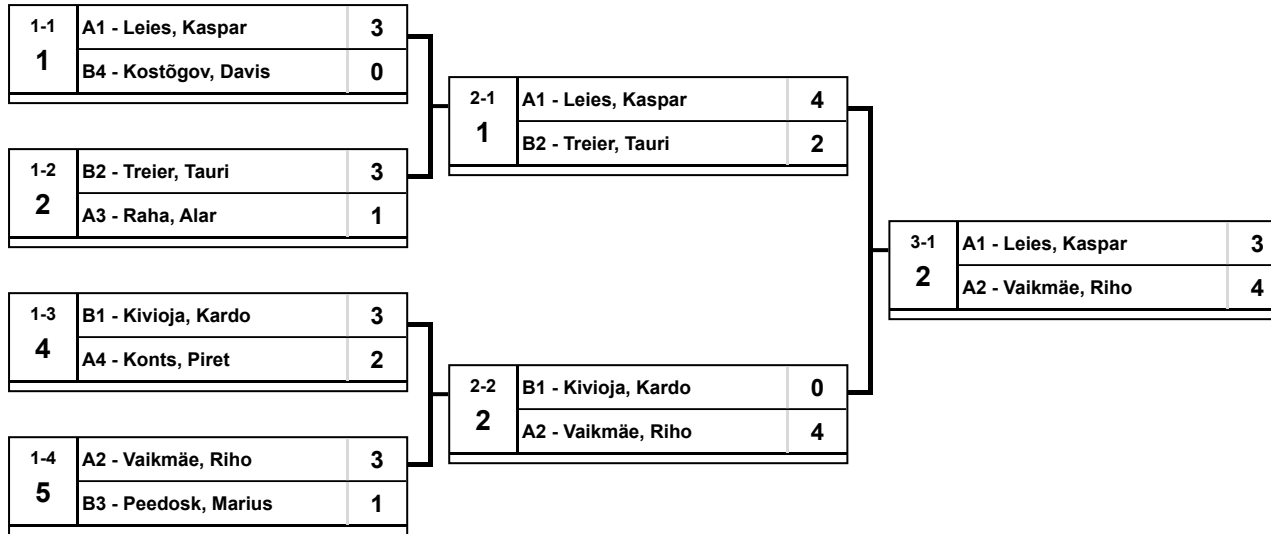 1-1
A1 - Leies, Kaspar 3
1
B4 - Kostõgov, Davis 0
1-2
B2 - Treier, Tauri 3
2
A3 - Raha, Alar 1
1-3
B1 - Kivioja, Kardo 3
4
A4 - Konts, Piret 2
1-4
A2 - Vaikmäe, Riho 3
5
B3 - Peedosk, Marius 1
2-1
A1 - Leies, Kaspar 4
1
B2 - Treier, Tauri 2
2-2
B1 - Kivioja, Kardo 0
2
A2 - Vaikmäe, Riho 4
3-1
A1 - Leies, Kaspar 3
2
A2 - Vaikmäe, Riho 4